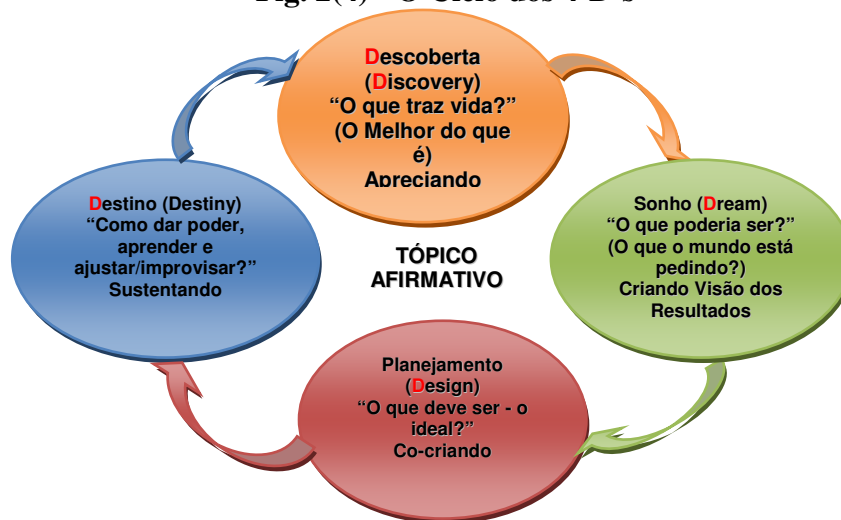 Descoberta
(Discovery)
“O que traz vida?”
(O Melhor do que
é)
Apreciando
Destino (Destiny)
“Como dar poder,
aprender e
ajustar/improvisar?”
Sustentando
TÓPICO
AFIRMATIVO
Sonho (Dream)
“O que poderia ser?”
(O que o mundo está
pedindo?)
Criando Visão dos
Resultados
Planejamento
(Design)
“O que deve ser - o
ideal?”
Co-criando